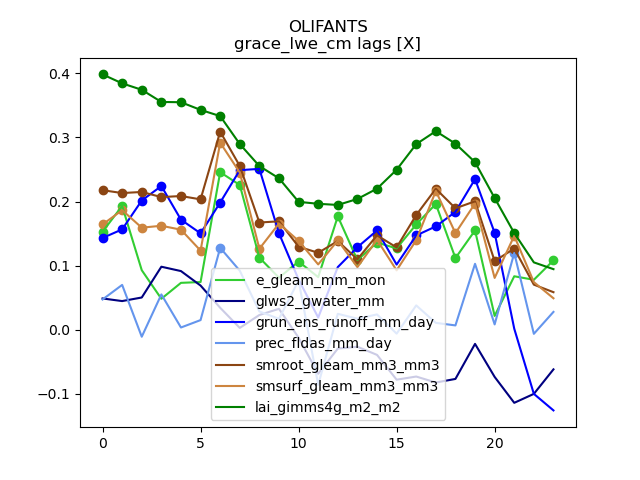 OLIFANTS
grace_lwe_cm lags [X]
0.4
0.3
0.2
0.1
0.0
−0.1
e_gleam_mm_mon
glws2_gwater_mm
grun_ens_runoff_mm_day
prec_fldas_mm_day
smroot_gleam_mm3_mm3
smsurf_gleam_mm3_mm3
lai_gimms4g_m2_m2
0 5 10 15 20